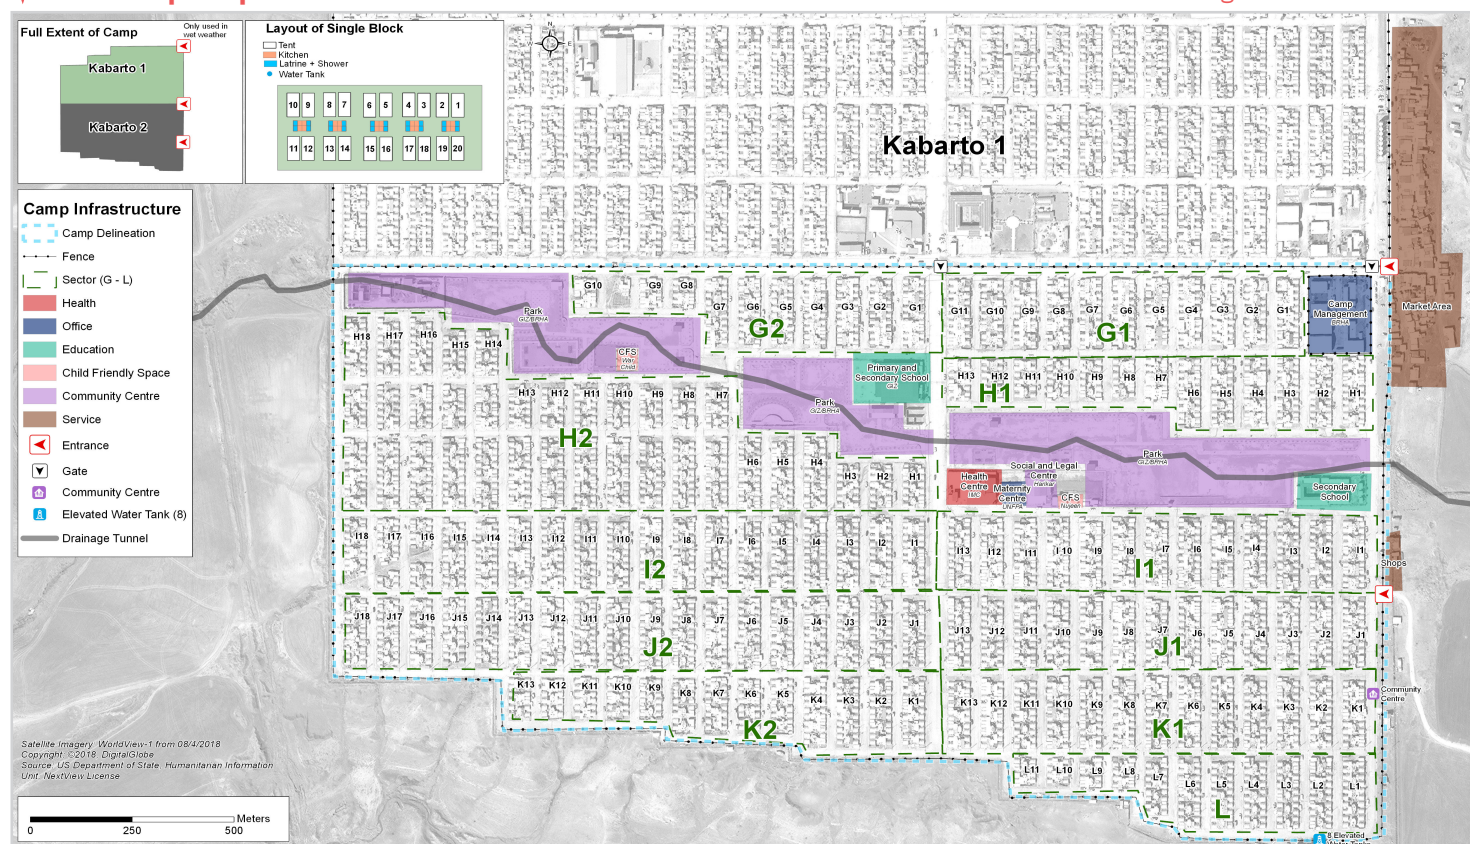 Full Extent of Camp
Only used in
wet weather
Kabarto 1
Kabarto 2
Layout of Single Block
Tent
Kitchen
Latrine + Shower
Water Tank
10 9 8 7 6 5 4 3 2 1
11 12 13 14 15 16 17 18 19 20
N
W E
Kabarto 1
Camp Infrastructure
Camp Delineation
Fence
Sector (G - L)
Health
Office
Education
Child Friendly Space
Community Centre
Service
Entrance
Gate
Community Centre
Elevated Water Tank (8)
Drainage Tunnel
Market Area
Camp
Management
BRHA
G10 G9 G8 G7 G6 G5 G4 G3 G2 G1
G2
G11 G10 G9 G8 G7 G6 G5 G4 G3 G2 G1
G1
Park
GIZ/BRHA
CFS
War
Child
Primary and
Secondary School
GIZ
Park
GIZ/BRHA
H18 H17 H16 H15 H14
H13 H12 H11 H10 H9 H8 H7
H6 H5 H4 H3 H2 H1
H2
H13 H12 H11 H10 H9 H8 H7 H6 H5 H4 H3 H2 H1
H1
Park
GIZ/BRHA
Social and Legal
Centre
Harikar
Health
Centre
IMC
Maternity
Centre
UNFPA
CFS
Nujeen
Secondary
School
I18 I17 I16 I15 I14 I13 I12 I11 I10 I9 I8 I7 I6 I5 I4 I3 I2 I1
I2
I13 I12 I11 I10 I9 I8 I7 I6 I5 I4 I3 I2 I1
I1
Shops
J18 J17 J16 J15 J14 J13 J12 J11 J10 J9 J8 J7 J6 J5 J4 J3 J2 J1
J2
J13 J12 J11 J10 J9 J8 J7 J6 J5 J4 J3 J2 J1
J1
K13 K12 K11 K10 K9 K8 K7 K6 K5 K4 K3 K2 K1
K2
K13 K12 K11 K10 K9 K8 K7 K6 K5 K4 K3 K2 K1
K1
Community
Centre
L11 L10 L9 L8 L7 L6 L5 L4 L3 L2 L1
L
8 Elevated
Water Tanks
Satellite Imagery: WorldView-1 from 08/4/2018
Copyright: ©2018 DigitalGlobe
Source: US Department of State, Humanitarian Information
Unit, NextView License
Meters
0 250 500